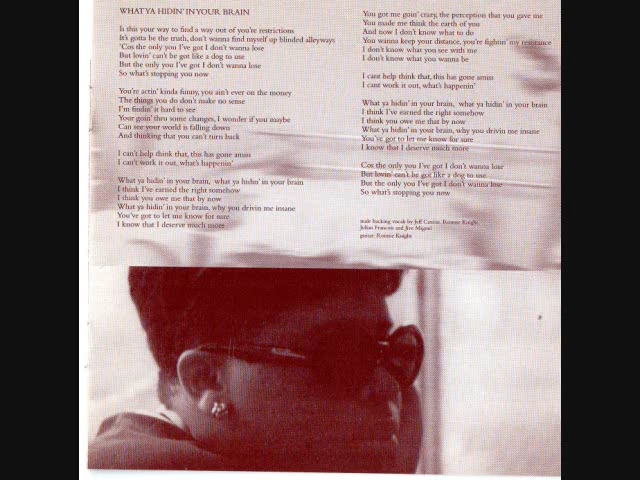 WHAT YA HIDIN' IN YOUR BRAIN
Is this your way to find a way out of you're restrictions
It's gotta be the truth, don't wanna find myself up blinded alleyways
'Cos the only you I've got I don't wanna lose
But lovin' can't be got like a dog to use
But the only you I've got I don't wanna lose
So what's stopping you now
You're actin' kinda funny, you ain't ever on the money
The things you do don't make no sense
I'm findin' it hard to see
Your goin' thru some changes, I wonder if you maybe
Can see your world is falling down
And thinking that you can't turn back
I can't help think that, this has gone amiss
I can't work it out, what's happenin'
What ya hidin' in your brain, what ya hidin' in your brain
I think I've earned the right somehow
I think you owe me that by now
What ya hidin' in your brain, why you drivin me insane
You've got to let me know for sure
I know that I deserve much more
You got me goin' crazy, the perception that you gave me
You made me think the earth of you
And now I don't know what to do
You wanna keep your distance, you're fightin' my resistance
I don't know what you see with me
I don't know what you wanna be
I cant help think that, this has gone amiss
I cant work it out, what's happenin'
What ya hidin' in your brain, what ya hidin' in your brain
I think I've earned the right somehow
I think you owe me that by now
What ya hidin' in your brain, why you drivin me insane
You've got to let me know for sure
I know that I deserve much more
Cos the only you I've got I don't wanna lose
But lovin' can't be got like a dog to use
But the only you I've got I don't wanna lose
So what's stopping you now
male backing vocals by Jeff Ronnie Knight,
Julian Francois and Jive Miguel
guitar: Ronnie Knight